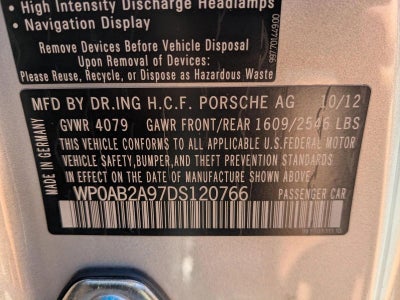 • High Intensity Discharge Headlamps
• Navigation Display
Remove Devices Before Vehicle Disposal
Upon Removal of Devices:
Please Reuse, Recycle, or Dispose as Hazardous Waste
99770144900
MFD BY DR.ING H.C.F. PORSCHE AG 10/12
GVWR 4079 GAWR FRONT/REAR 1609/2546 LBS
THIS VEHICLE CONFORMS TO ALL APPLICABLE U.S.FEDERAL MOTOR
VEHICLE SAFETY,BUMPER,AND THEFT PREVENTION STANDARDS
IN EFFECT ON THE DATE OF MANUFACTURE SHOWN ABOVE
WP0AB2A97DS120766 PASSENGER CAR
MADE IN GERMANY